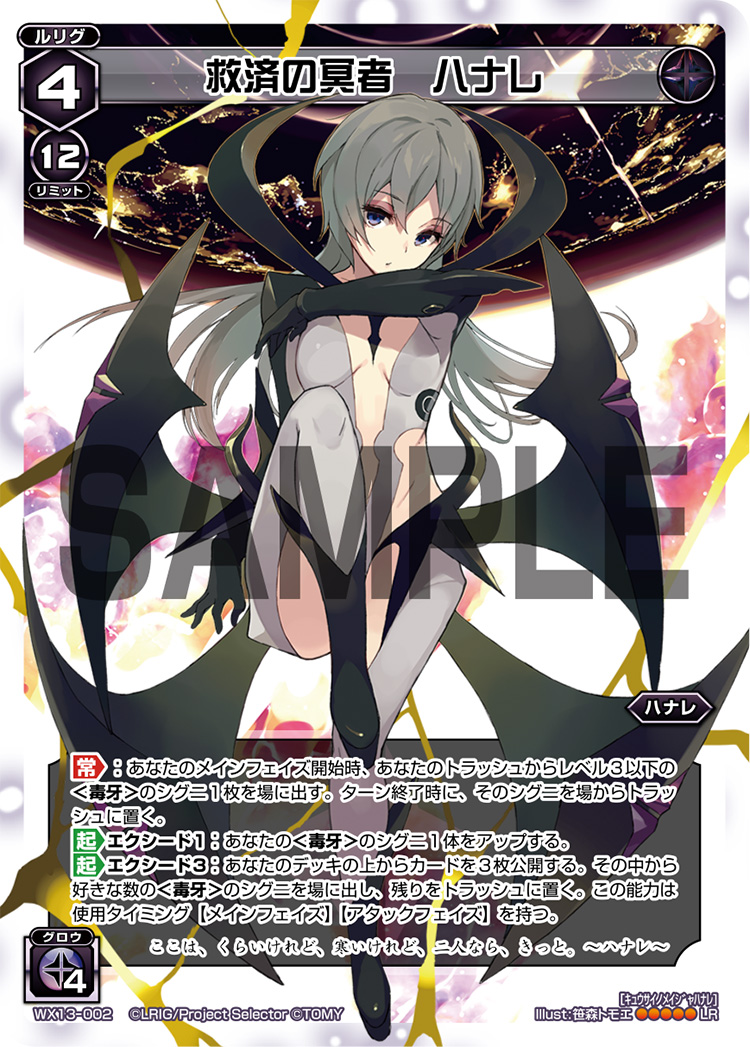 ルリグ
4
救済の冥者　ハナレ
12
リミット
SAMPLE
ハナレ
常：あなたのメインフェイズ開始時、あなたのトラッシュからレベル３以下の
＜毒牙＞のシグニ１枚を場に出す。ターン終了時に、そのシグニを場からトラッ
シュに置く。
起エクシード1：あなたの＜毒牙＞のシグニ１体をアップする。
起エクシード3：あなたのデッキの上からカードを３枚公開する。その中から
好きな数の＜毒牙＞のシグニを場に出し、残りをトラッシュに置く。この能力は
使用タイミング【メインフェイズ】【アタックフェイズ】を持つ。
ここは、くらいけれど、寒いけれど、二人なら、きっと。～ハナレ～
グロウ
4
[キュウサイノメイジャハナレ]
WX13-002 ©LRIG/Project Selector ©TOMY Illust:笹森トモエ LR